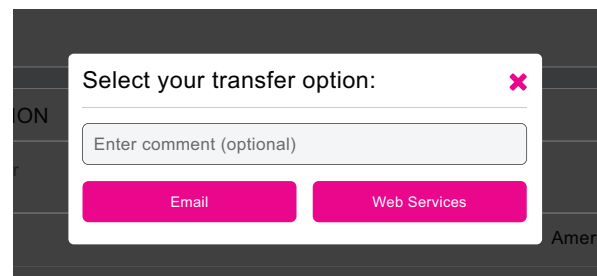 Select your transfer option:
ION
Enter comment (optional)
r
Email Web Services
Amer